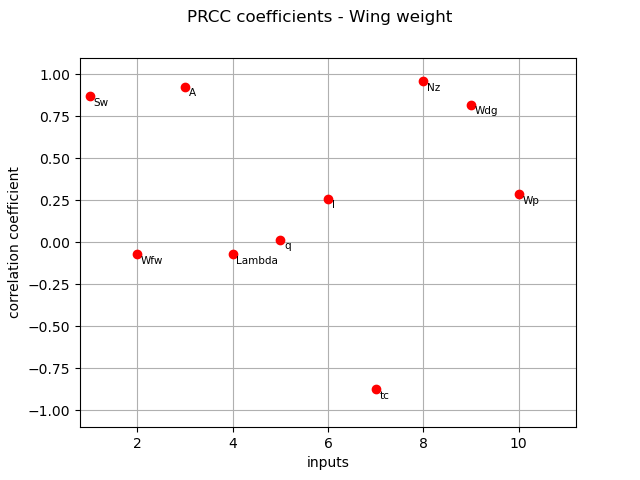 PRCC coefficients - Wing weight
1.00
0.75
0.50
0.25
0.00
−0.25
−0.50
−0.75
−1.00
correlation coefficient
Sw
Wfw
A
Lambda
q
l
tc
Nz
Wdg
Wp
2
4
6
8
10
inputs